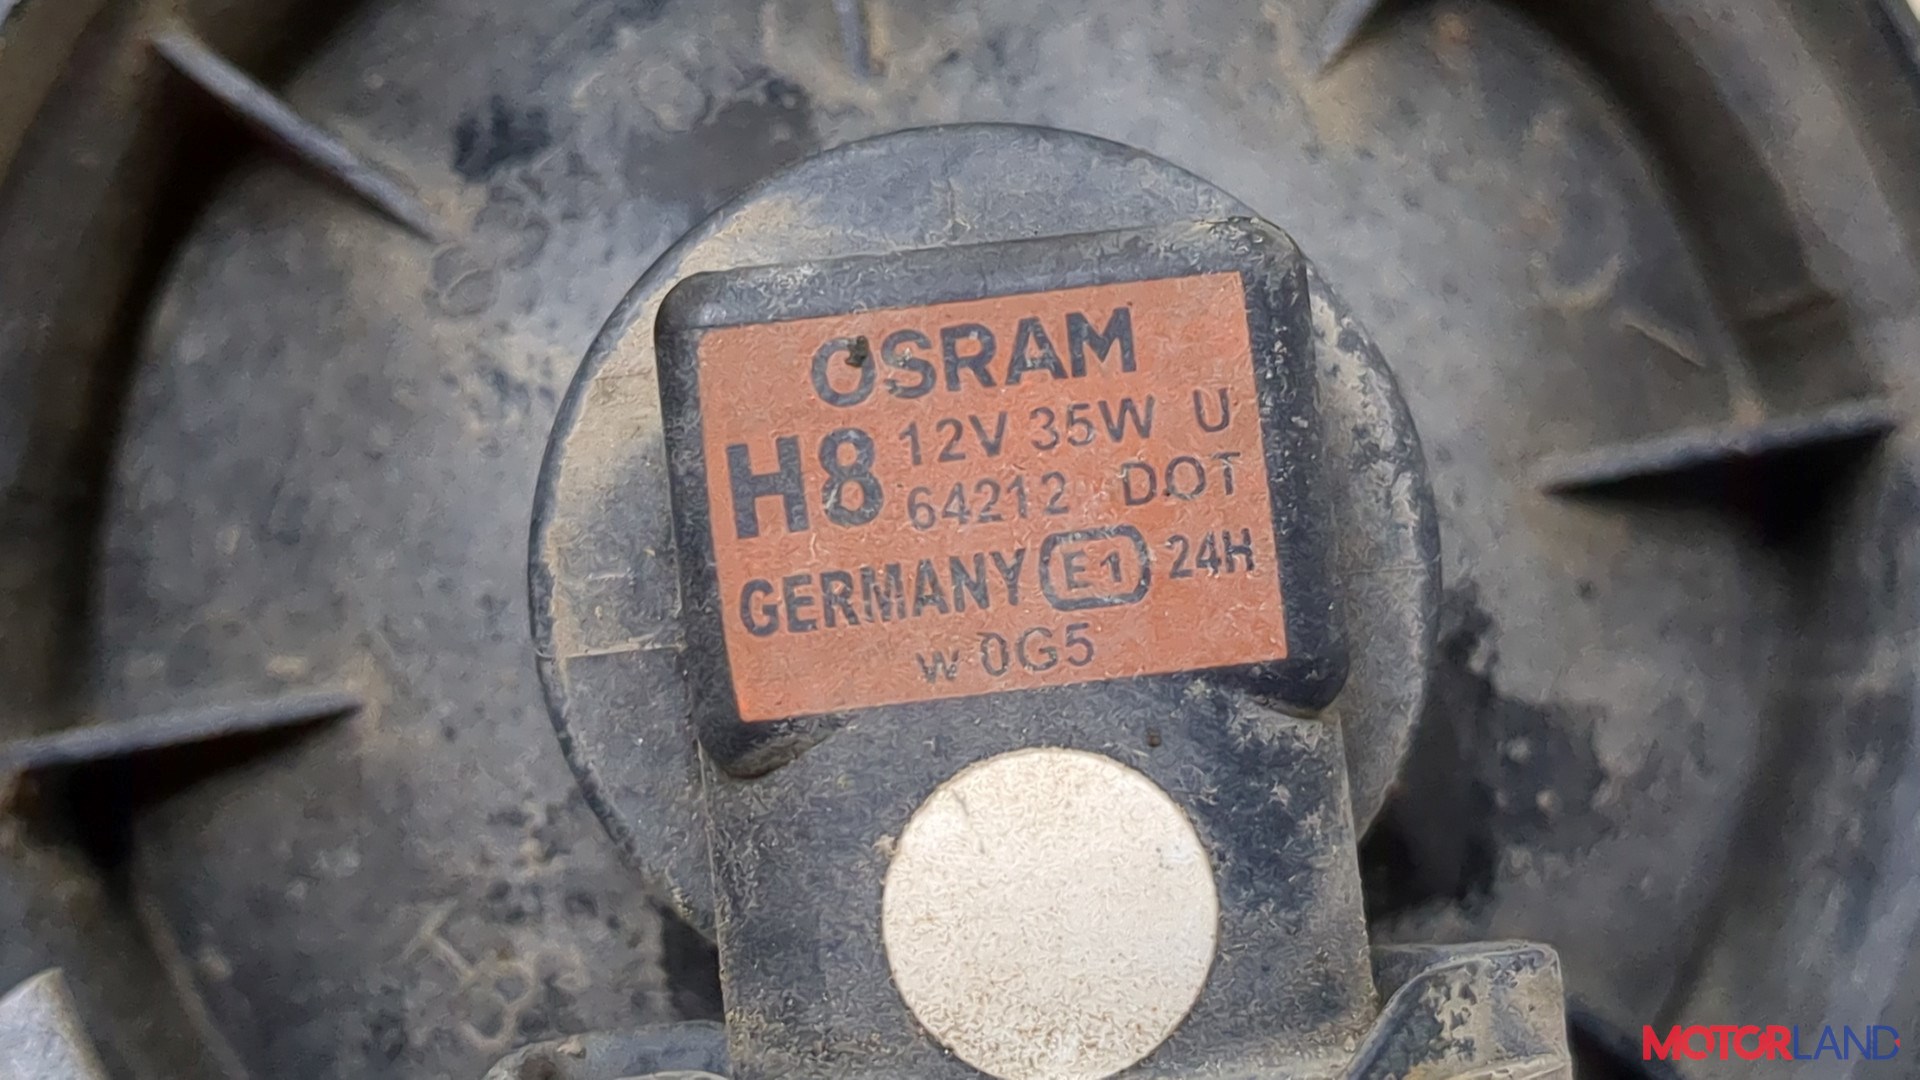 OSRAM
H8 12V 35W U
64212 DOT
GERMANY E1 24H
w 0G5
MOTORLAND